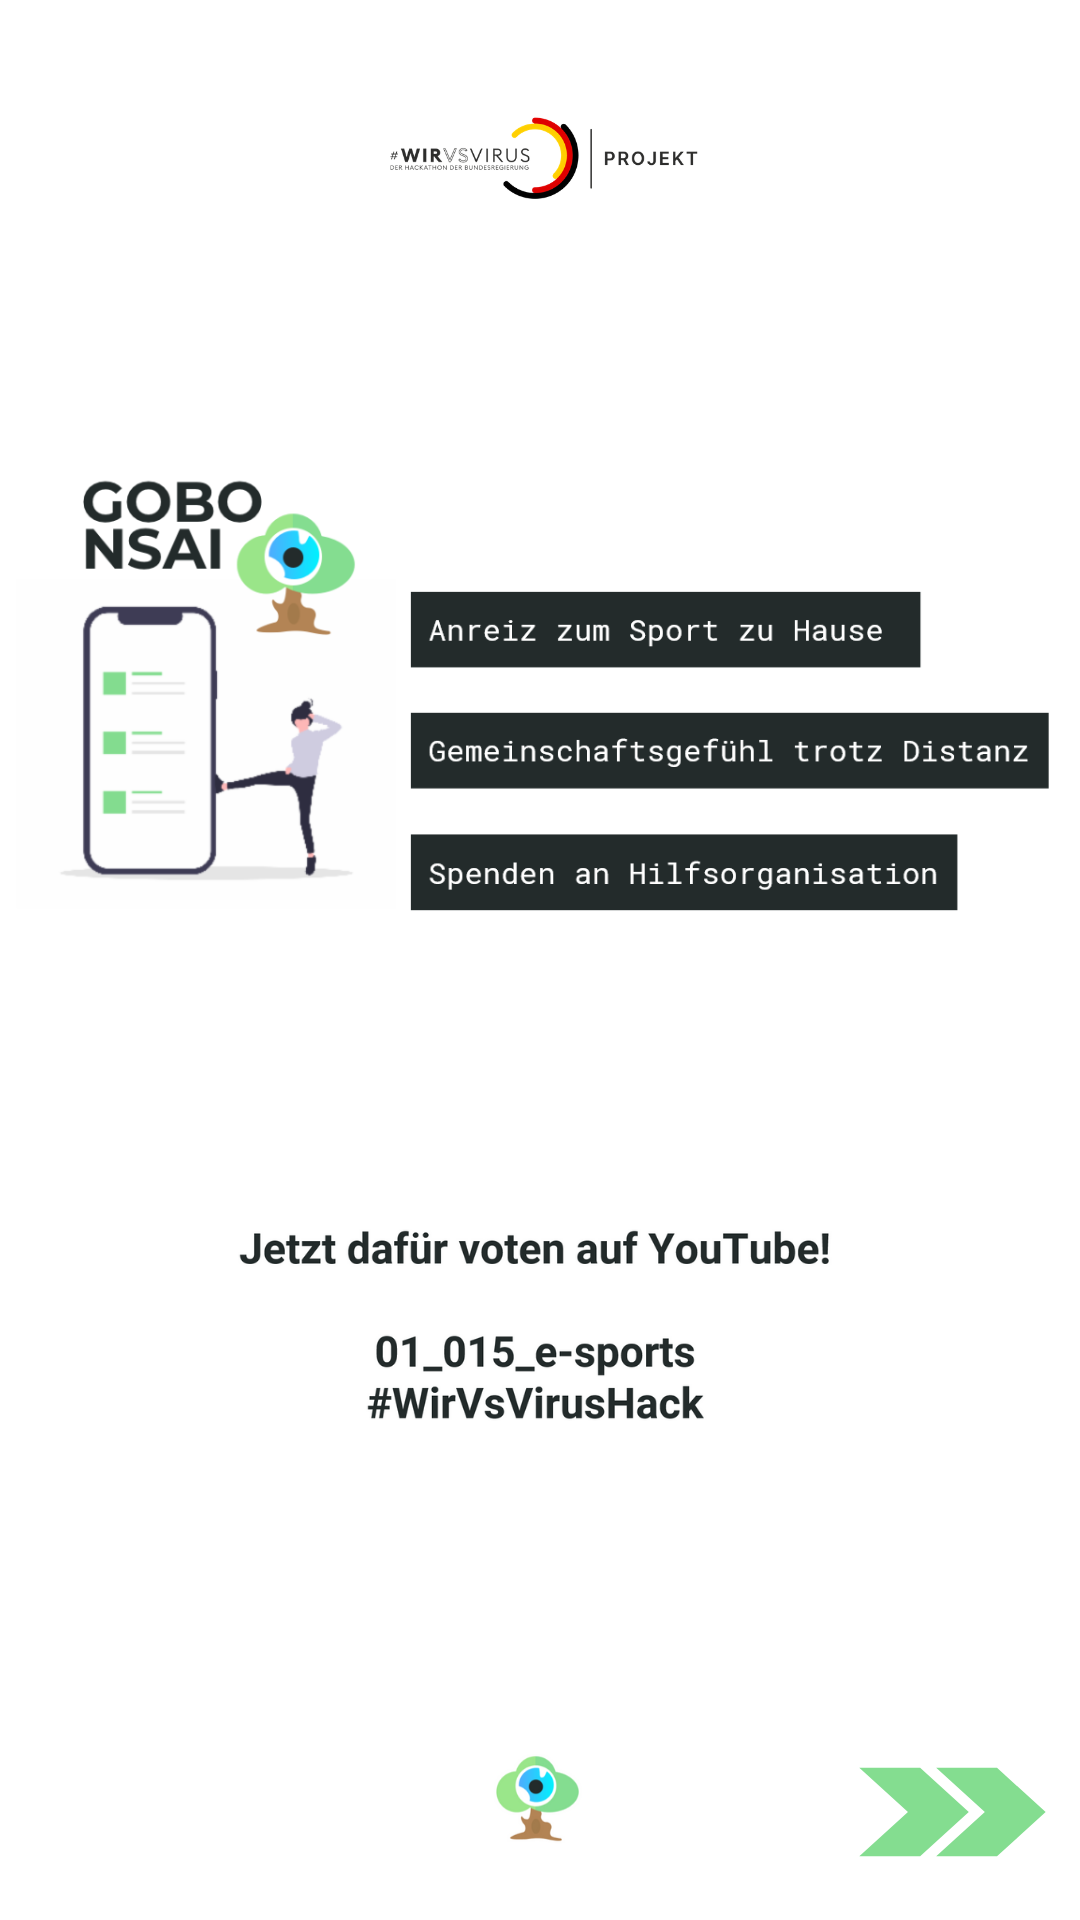 #WIRVSVIRUS
DER HACKATHON DER BUNDESREGIERUNG
PROJEKT
GOBO
NSAI
Anreiz zum Sport zu Hause
Gemeinschaftsgefühl trotz Distanz
Spenden an Hilfsorganisation
Jetzt dafür voten auf YouTube!
01_015_e-sports
#WirVsVirusHack